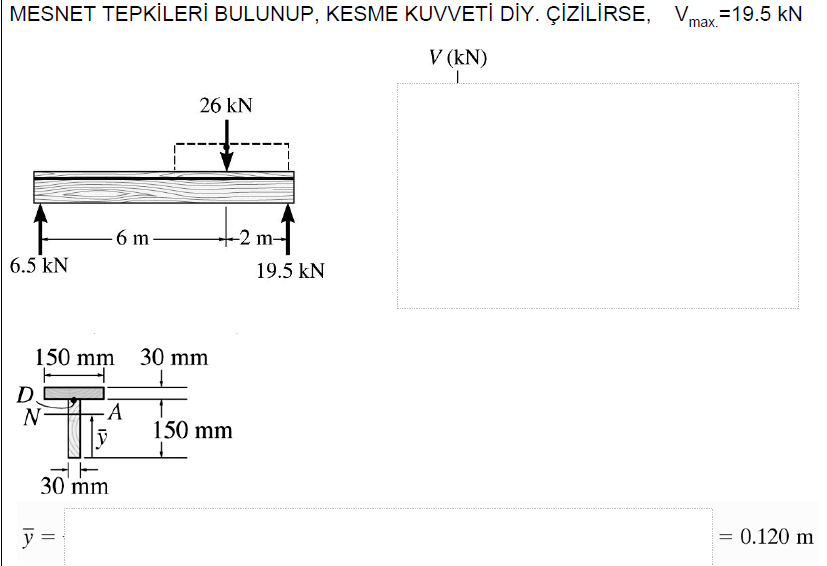 MESNET TEPKİLERİ BULUNUP, KESME KUVVETİ DİY. ÇİZİLİRSE, Vmax.=19.5 kN
V (kN)
26 kN
6 m
2 m
6.5 kN
19.5 kN
150 mm 30 mm
D
N A
y̅ 150 mm
30 mm
y̅ = = 0.120 m